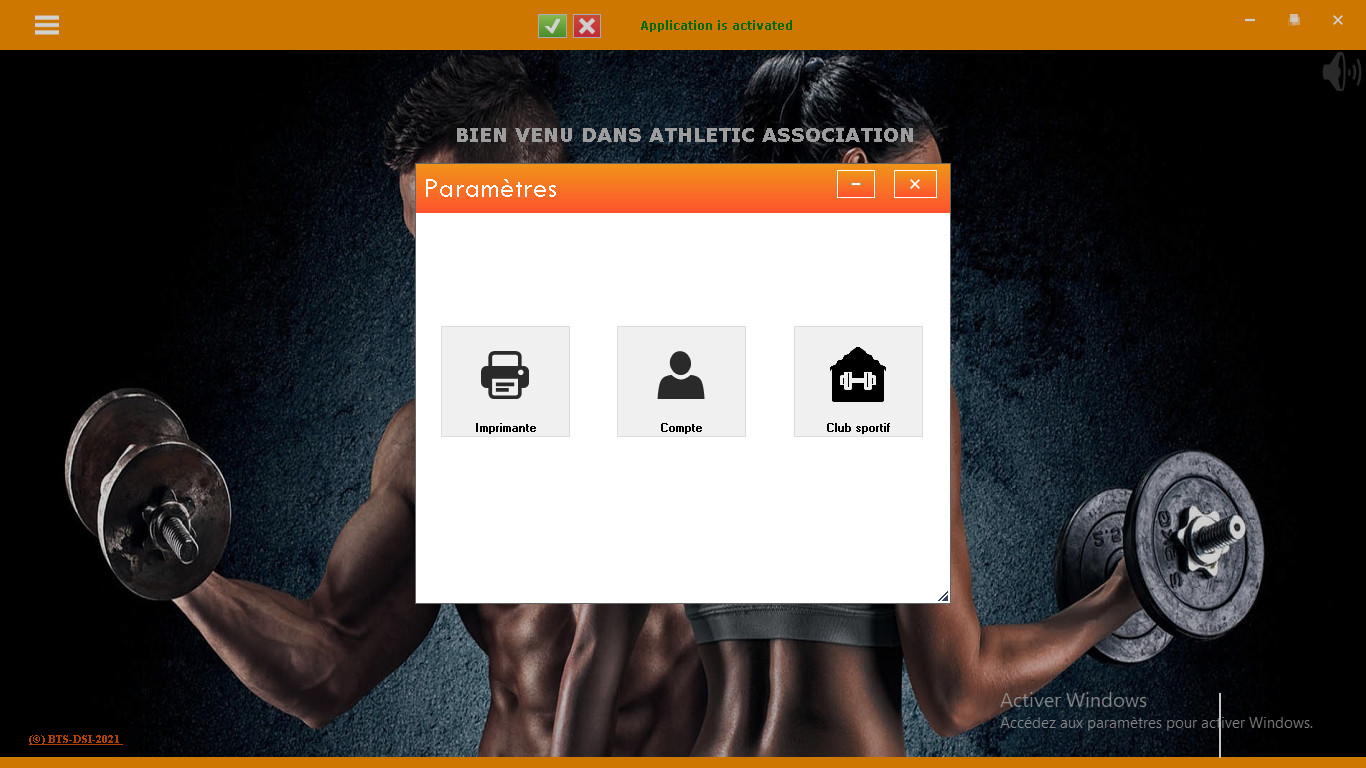 Application is activated
BIEN VENU DANS ATHLETIC ASSOCIATION
Paramètres
Imprimante
Compte
Club sportif
Activer Windows
Accédez aux paramètres pour activer Windows.
(©) BTS-DSI-2021